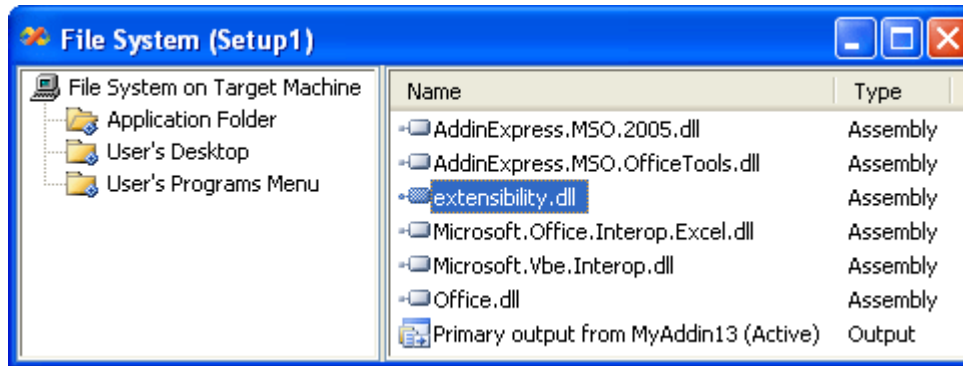 File System (Setup1)
File System on Target Machine
Application Folder
User's Desktop
User's Programs Menu
Name Type
AddinExpress.MSO.2005.dll Assembly
AddinExpress.MSO.OfficeTools.dll Assembly
extensibility.dll Assembly
Microsoft.Office.Interop.Excel.dll Assembly
Microsoft.Vbe.Interop.dll Assembly
Office.dll Assembly
Primary output from MyAddin13 (Active) Output